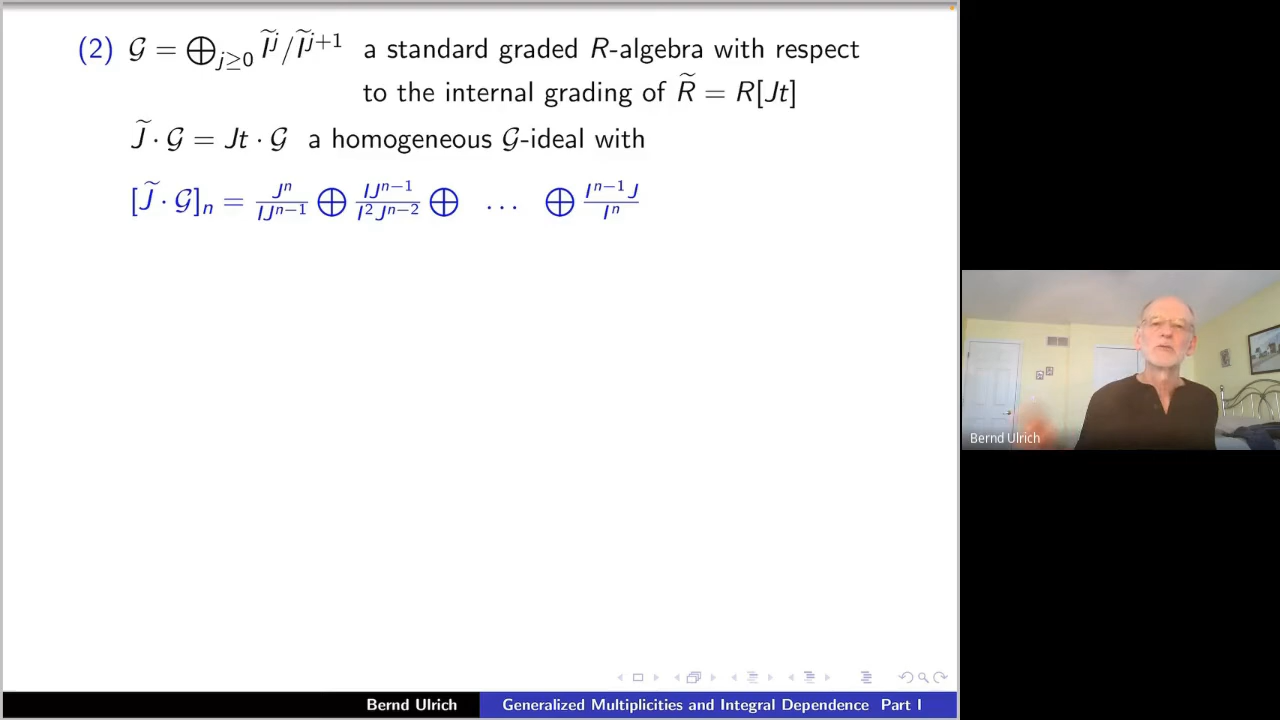 (2) 𝒢 = ⊕_{j≥0} Ĩ^j/Ĩ^{j+1} a standard graded R-algebra with respect
to the internal grading of R̃ = R[Jt]
J̃ · 𝒢 = Jt · 𝒢 a homogeneous 𝒢-ideal with
[J̃ · 𝒢]_n = J^n/IJ^{n−1} ⊕ IJ^{n−1}/I^2J^{n−2} ⊕ ... ⊕ I^{n−1}J/I^n
Bernd Ulrich
Bernd Ulrich Generalized Multiplicities and Integral Dependence Part I